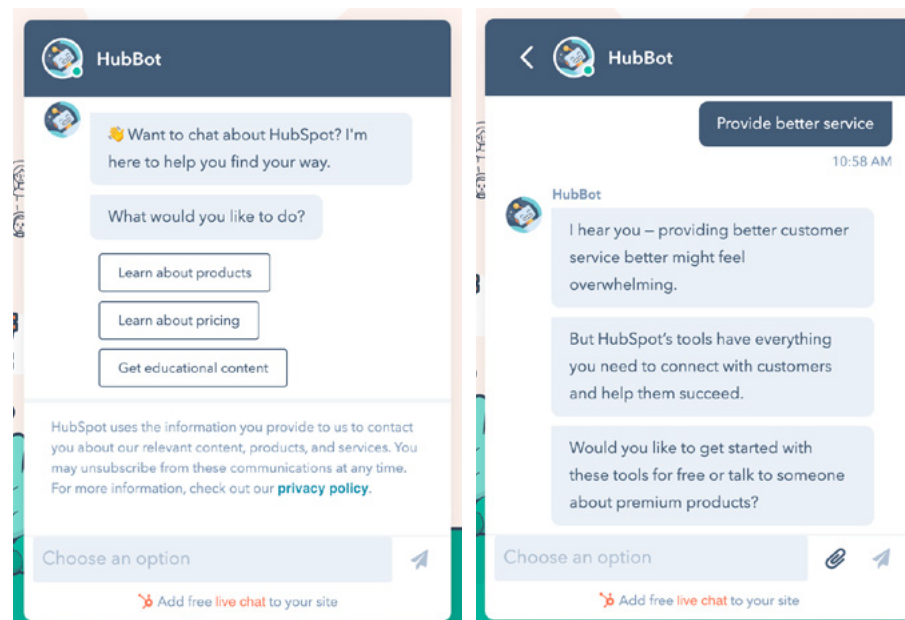 HubBot
👋 Want to chat about HubSpot? I'm
here to help you find your way.
What would you like to do?
Learn about products
Learn about pricing
Get educational content
HubSpot uses the information you provide to us to contact
you about our relevant content, products, and services. You
may unsubscribe from these communications at any time.
For more information, check out our privacy policy.
Choose an option
Add free live chat to your site
HubBot
Provide better service
10:58 AM
HubBot
I hear you – providing better customer
service better might feel
overwhelming.
But HubSpot's tools have everything
you need to connect with customers
and help them succeed.
Would you like to get started with
these tools for free or talk to someone
about premium products?
Choose an option
Add free live chat to your site